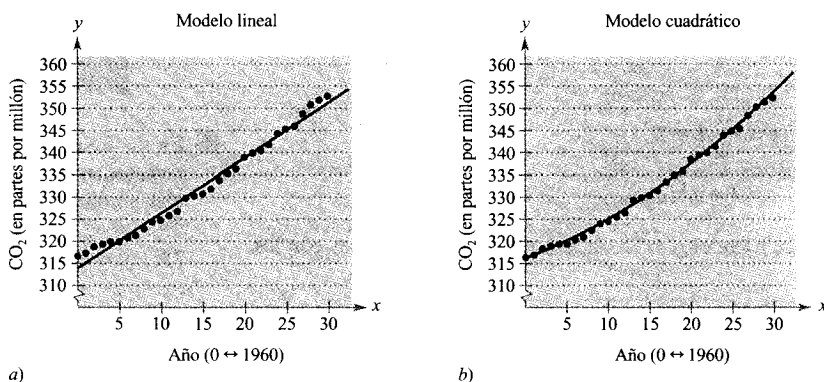 y
Modelo lineal
CO₂ (en partes por millón)
360
355
350
345
340
335
330
325
320
315
310
5 10 15 20 25 30
x
Año (0 ↔ 1960)
a)
y
Modelo cuadrático
CO₂ (en partes por millón)
360
355
350
345
340
335
330
325
320
315
310
5 10 15 20 25 30
x
Año (0 ↔ 1960)
b)